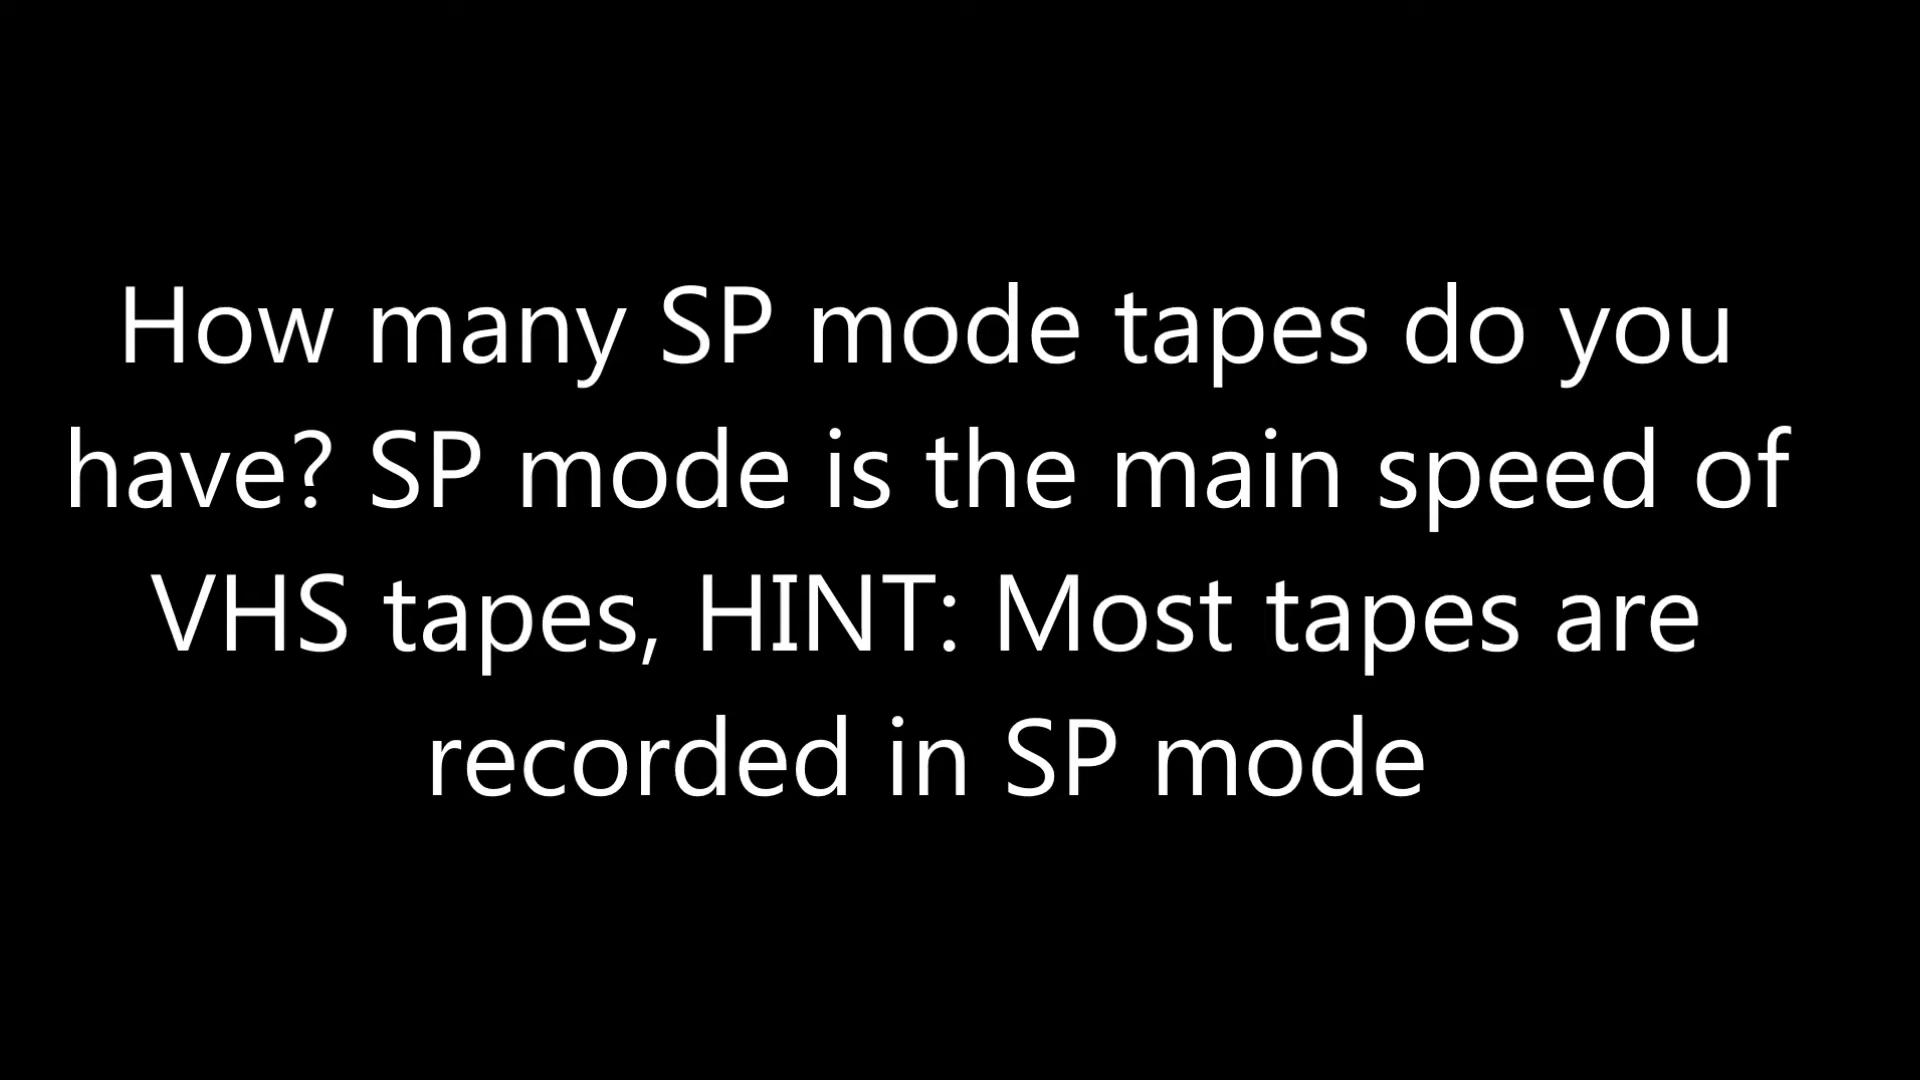 How many SP mode tapes do you
have? SP mode is the main speed of
VHS tapes, HINT: Most tapes are
recorded in SP mode